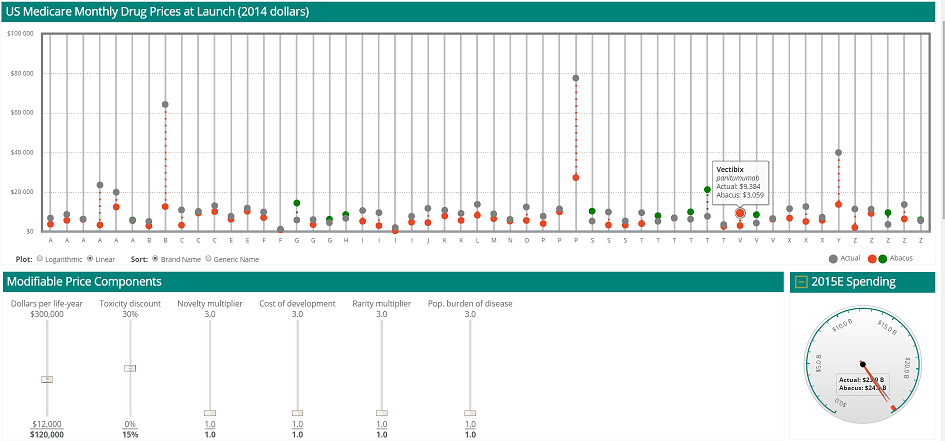 US Medicare Monthly Drug Prices at Launch (2014 dollars)
$100 000
$80 000
$60 000
$40 000
$20 000
$0
Vectibix
panitumumab
Actual: $9,384
Abacus: $3,059
A A A A A A B B C C C E E F F G G H I I I I J K K L M N O P P P P S S S S T T T T T V V V X X X Y Z Z Z Z Z
Plot: Logarithmic Linear Sort: Brand Name Generic Name
Actual Abacus
Modifiable Price Components
Dollars per life-year Toxicity discount Novelty multiplier Cost of development Rarity multiplier Pop. burden of disease
$300,000 30% 3.0 3.0 3.0 3.0
$12,000 0% 1.0 1.0 1.0 1.0
$120,000 15% 1.0 1.0 1.0 1.0
2015E Spending
$10.0 B
$15.0 B
$5.0 B
$20.0 B
Actual:
Abacus:
$0.0